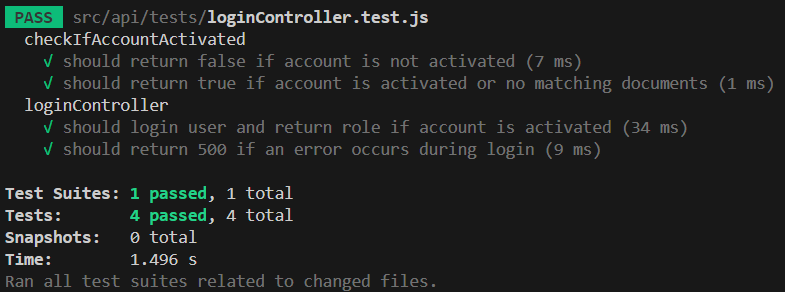 PASS src/api/tests/loginController.test.js
checkIfAccountActivated
√ should return false if account is not activated (7 ms)
√ should return true if account is activated or no matching documents (1 ms)
loginController
√ should login user and return role if account is activated (34 ms)
√ should return 500 if an error occurs during login (9 ms)
Test Suites: 1 passed, 1 total
Tests: 4 passed, 4 total
Snapshots: 0 total
Time: 1.496 s
Ran all test suites related to changed files.